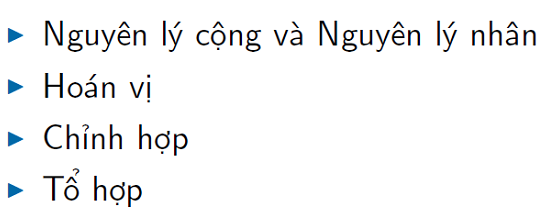 Nguyên lý cộng và Nguyên lý nhân
Hoán vị
Chỉnh hợp
Tổ hợp